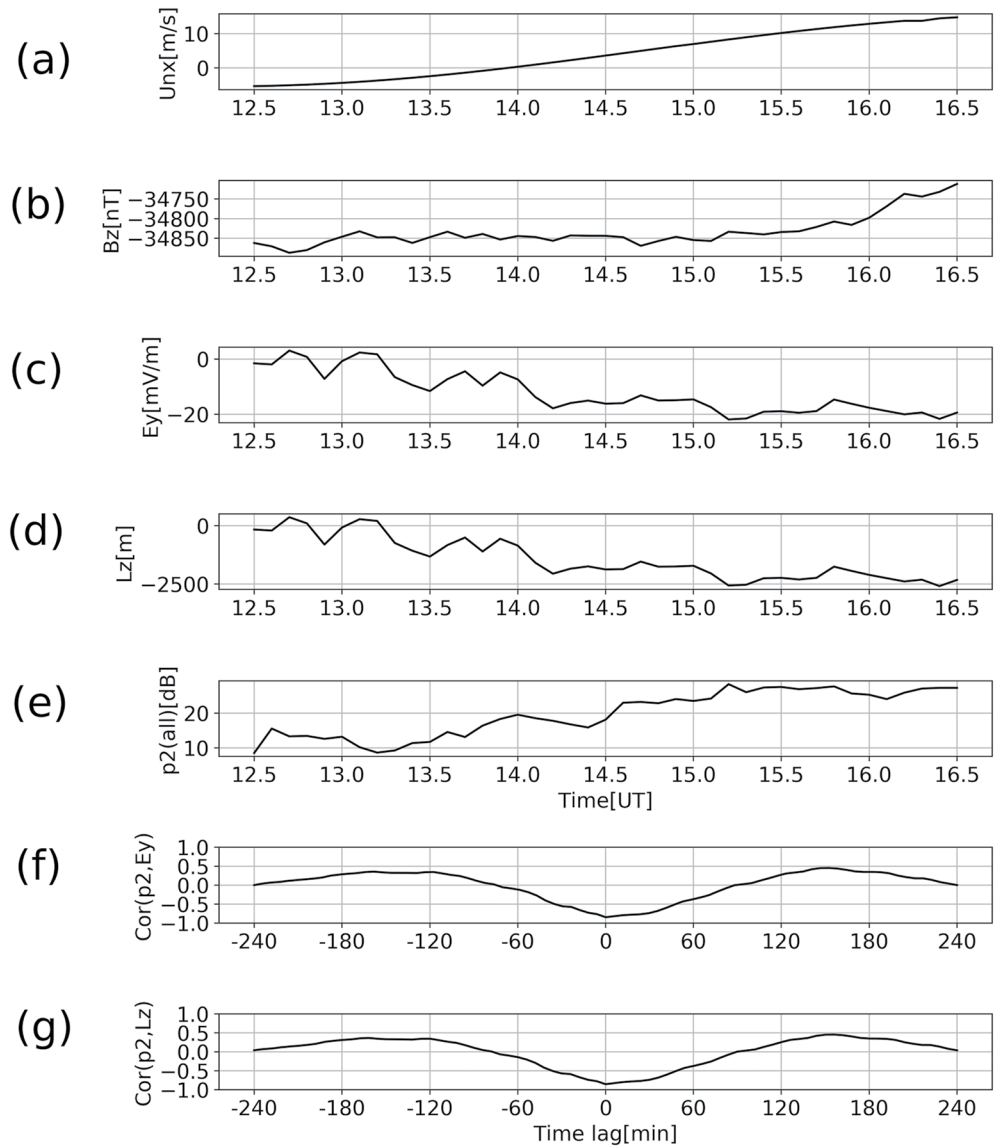 (a)
Unx[m/s]
10
0
12.5 13.0 13.5 14.0 14.5 15.0 15.5 16.0 16.5
(b)
Bz[nT]
−34750
−34800
−34850
12.5 13.0 13.5 14.0 14.5 15.0 15.5 16.0 16.5
(c)
Ey[mV/m]
0
−20
12.5 13.0 13.5 14.0 14.5 15.0 15.5 16.0 16.5
(d)
Lz[m]
0
−2500
12.5 13.0 13.5 14.0 14.5 15.0 15.5 16.0 16.5
(e)
p2(all)[dB]
20
10
12.5 13.0 13.5 14.0 14.5 15.0 15.5 16.0 16.5
Time[UT]
(f)
Cor(p2,Ey)
1.0
0.5
0.0
−0.5
−1.0
-240 -180 -120 -60 0 60 120 180 240
(g)
Cor(p2,Lz)
1.0
0.5
0.0
−0.5
−1.0
-240 -180 -120 -60 0 60 120 180 240
Time lag[min]